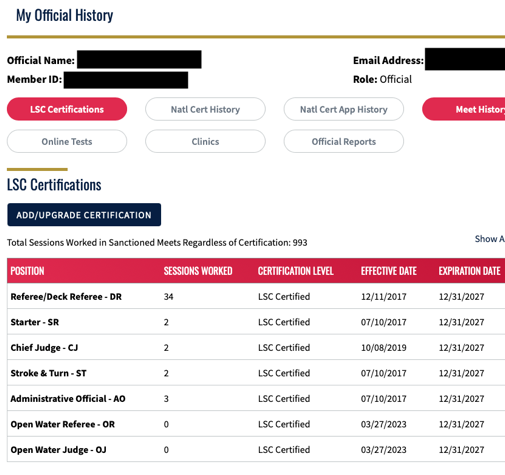 My Official History
Official Name: Email Address:
Member ID: Role: Official
LSC Certifications Natl Cert History Natl Cert App History Meet History
Online Tests Clinics Official Reports
LSC Certifications
ADD/UPGRADE CERTIFICATION
Total Sessions Worked in Sanctioned Meets Regardless of Certification: 993 Show A
POSITION SESSIONS WORKED CERTIFICATION LEVEL EFFECTIVE DATE EXPIRATION DATE
Referee/Deck Referee - DR 34 LSC Certified 12/11/2017 12/31/2027
Starter - SR 2 LSC Certified 07/10/2017 12/31/2027
Chief Judge - CJ 2 LSC Certified 10/08/2019 12/31/2027
Stroke & Turn - ST 2 LSC Certified 07/10/2017 12/31/2027
Administrative Official - AO 3 LSC Certified 07/10/2017 12/31/2027
Open Water Referee - OR 0 LSC Certified 03/27/2023 12/31/2027
Open Water Judge - OJ 0 LSC Certified 03/27/2023 12/31/2027